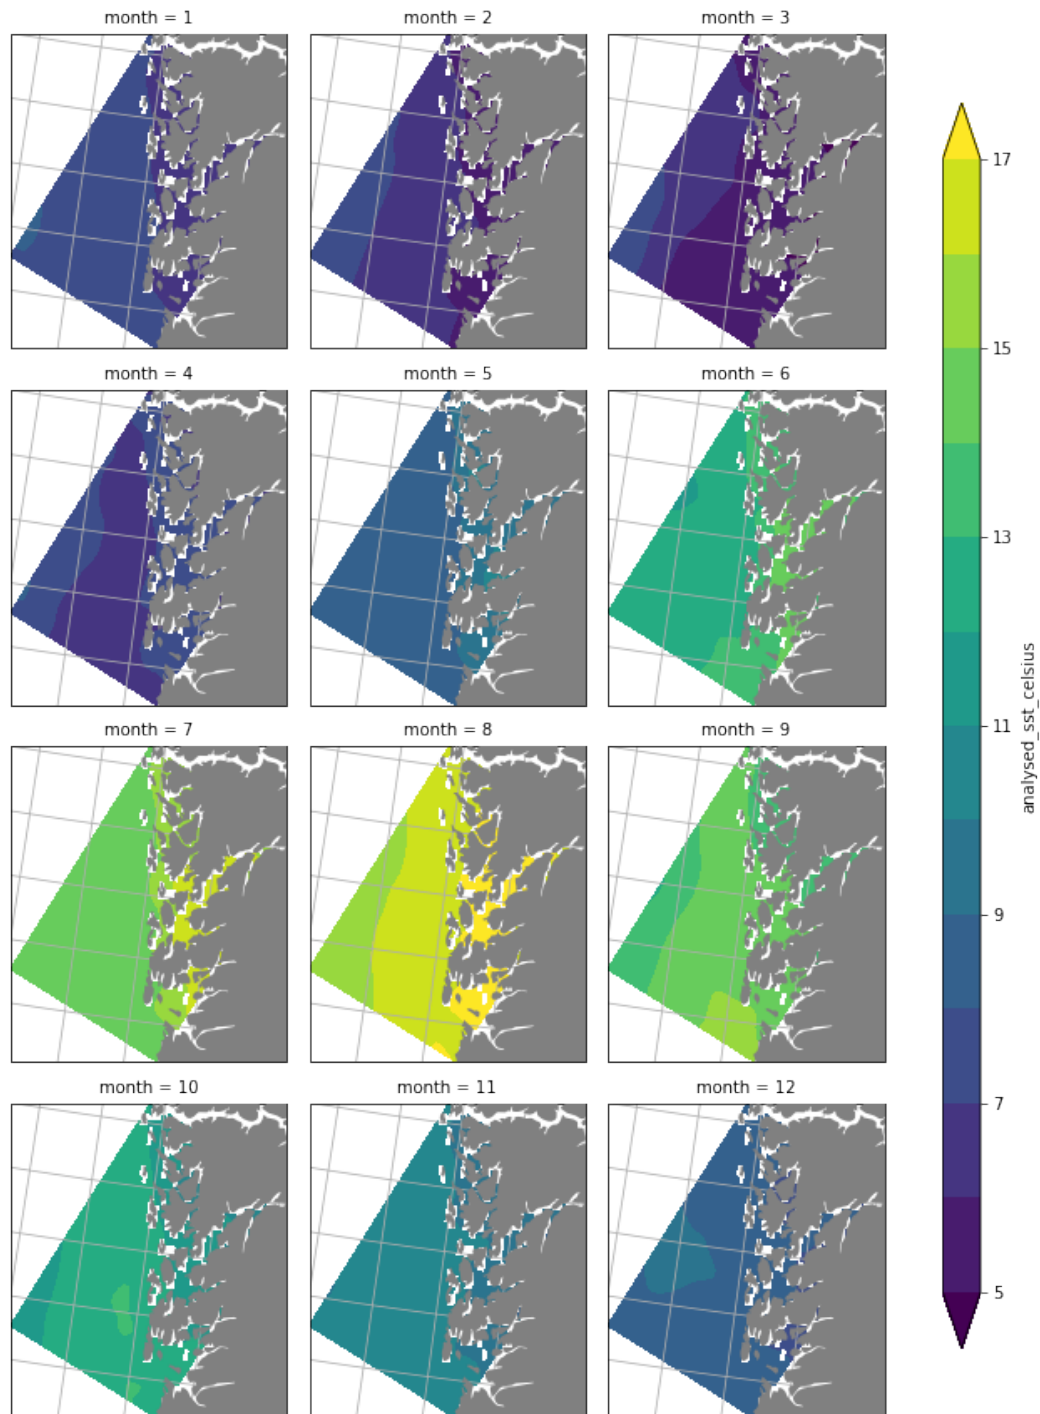 month = 1
month = 2
month = 3
month = 4
month = 5
month = 6
month = 7
month = 8
month = 9
month = 10
month = 11
month = 12
17
15
13
11
9
7
5
analysed_sst_celsius